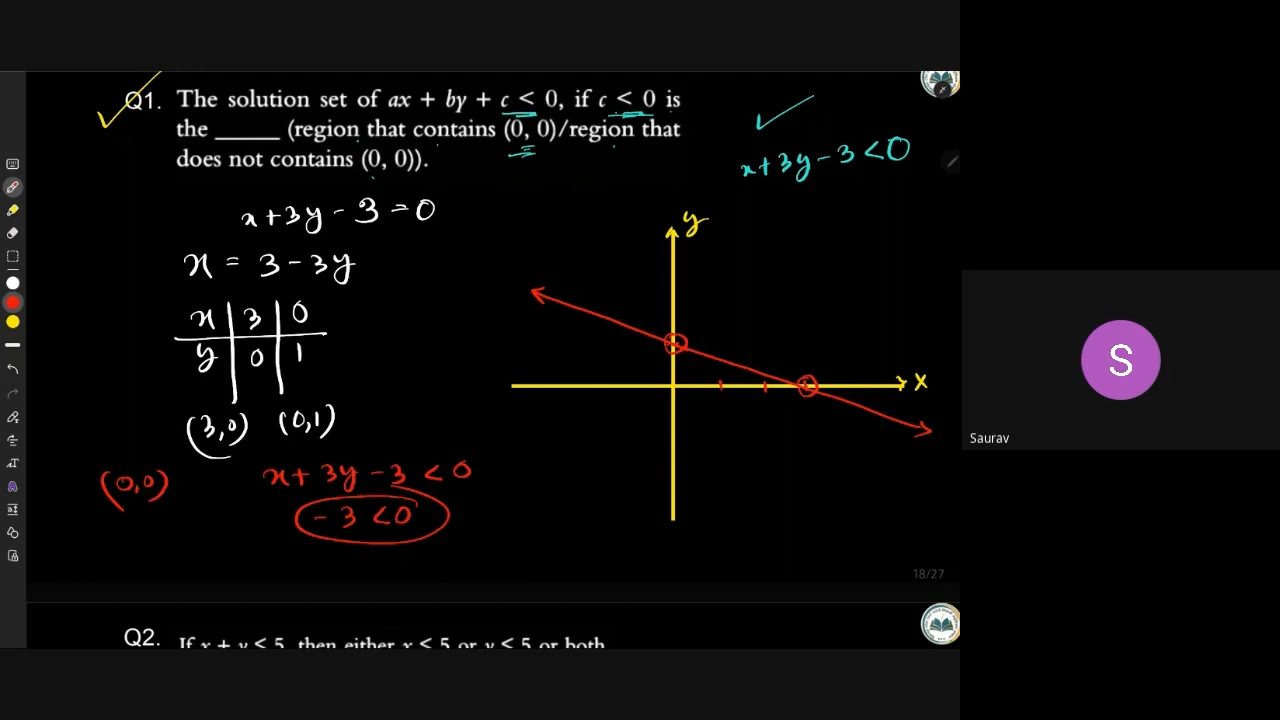 Q1. The solution set of ax + by + c < 0, if c < 0 is
the ______ (region that contains (0, 0)/region that
does not contains (0, 0)).
x+3y-3<0
x+3y-3=0
x = 3-3y
x 3 0
y 0 1
(3,0) (0,1)
(0,0) x+3y-3<0
-3<0
y
x
18/27
Q2. If x + y < 5, then either x < 5 or y < 5 or both
S
Saurav